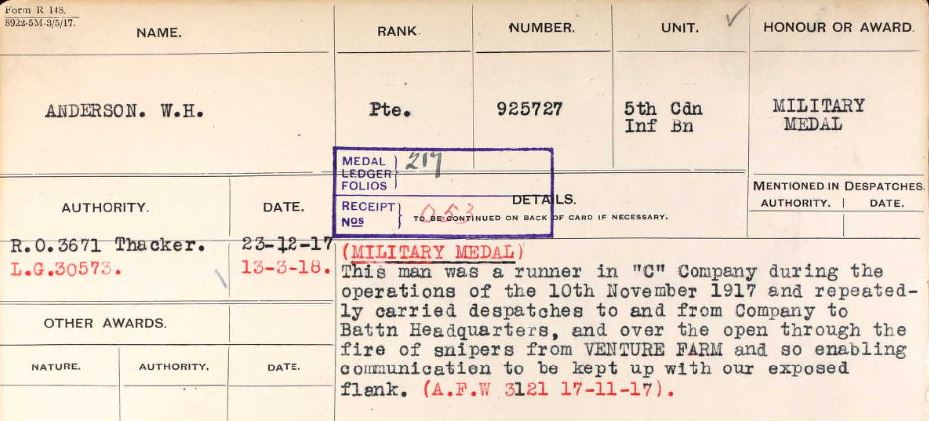 Form R 148.
8922-5M-3/5/17.
NAME.
RANK.
NUMBER.
UNIT.
HONOUR OR AWARD.
ANDERSON. W.H.
Pte.
925727
5th Cdn
Inf Bn
MILITARY
MEDAL
MEDAL
LEDGER
FOLIOS
217
RECEIPT
Nos
053
DETAILS.
TO BE CONTINUED ON BACK OF CARD IF NECESSARY.
MENTIONED IN DESPATCHES.
AUTHORITY.
DATE.
AUTHORITY.
DATE.
R.O.3671 Thacker.
23-12-17
L.G.30573.
13-3-18.
(MILITARY MEDAL)
This man was a runner in "C" Company during the
operations of the 10th November 1917 and repeated-
ly carried despatches to and from Company to
Battn Headquarters, and over the open through the
fire of snipers from VENTURE FARM and so enabling
communication to be kept up with our exposed
flank. (A.F.W 3121 17-11-17).
OTHER AWARDS.
NATURE.
AUTHORITY.
DATE.